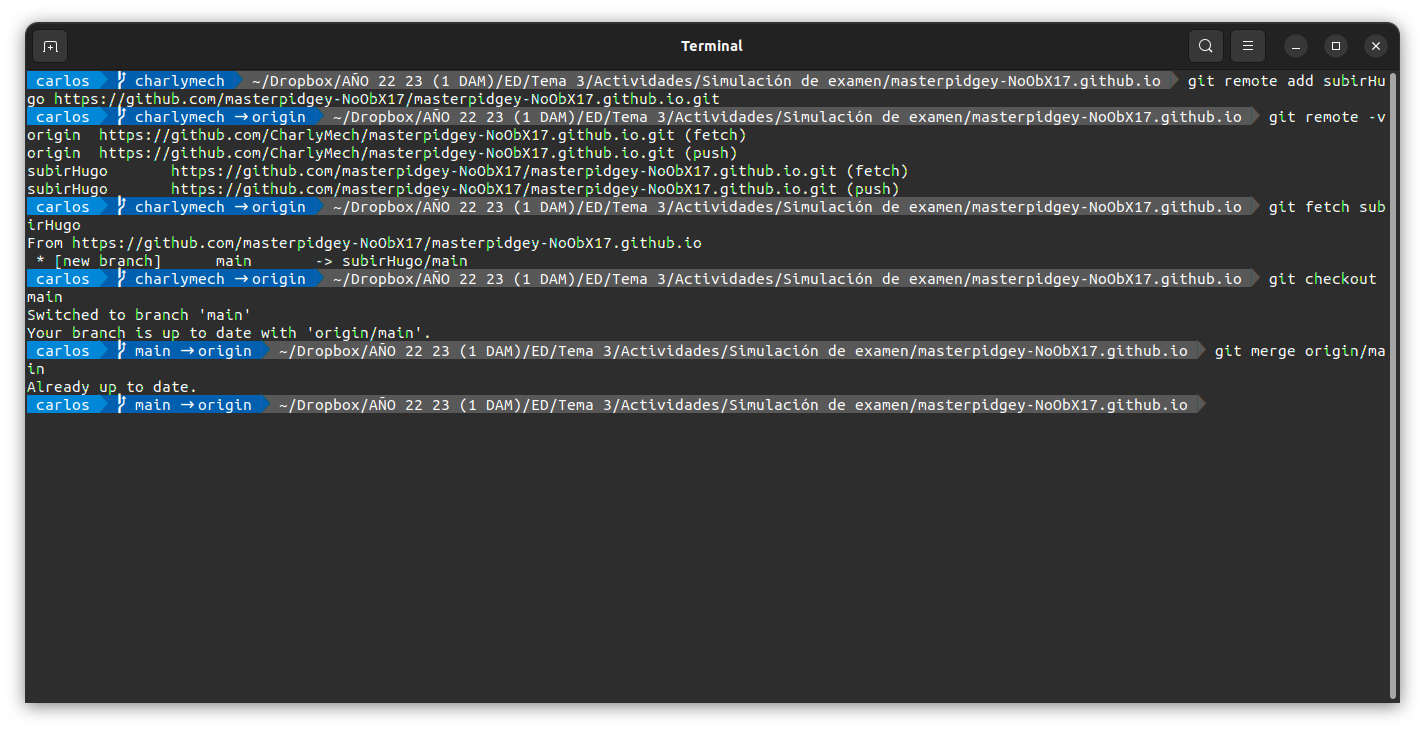 Terminal
carlos charlymech ~/Dropbox/AÑO 22 23 (1 DAM)/ED/Tema 3/Actividades/Simulación de examen/masterpidgey-NoObX17.github.io git remote add subirHu
go https://github.com/masterpidgey-NoObX17/masterpidgey-NoObX17.github.io.git
carlos charlymech →origin ~/Dropbox/AÑO 22 23 (1 DAM)/ED/Tema 3/Actividades/Simulación de examen/masterpidgey-NoObX17.github.io git remote -v
origin https://github.com/CharlyMech/masterpidgey-NoObX17.github.io.git (fetch)
origin https://github.com/CharlyMech/masterpidgey-NoObX17.github.io.git (push)
subirHugo https://github.com/masterpidgey-NoObX17/masterpidgey-NoObX17.github.io.git (fetch)
subirHugo https://github.com/masterpidgey-NoObX17/masterpidgey-NoObX17.github.io.git (push)
carlos charlymech →origin ~/Dropbox/AÑO 22 23 (1 DAM)/ED/Tema 3/Actividades/Simulación de examen/masterpidgey-NoObX17.github.io git fetch sub
irHugo
From https://github.com/masterpidgey-NoObX17/masterpidgey-NoObX17.github.io
* [new branch] main -> subirHugo/main
carlos charlymech →origin ~/Dropbox/AÑO 22 23 (1 DAM)/ED/Tema 3/Actividades/Simulación de examen/masterpidgey-NoObX17.github.io git checkout
main
Switched to branch 'main'
Your branch is up to date with 'origin/main'.
carlos main →origin ~/Dropbox/AÑO 22 23 (1 DAM)/ED/Tema 3/Actividades/Simulación de examen/masterpidgey-NoObX17.github.io git merge origin/ma
in
Already up to date.
carlos main →origin ~/Dropbox/AÑO 22 23 (1 DAM)/ED/Tema 3/Actividades/Simulación de examen/masterpidgey-NoObX17.github.io